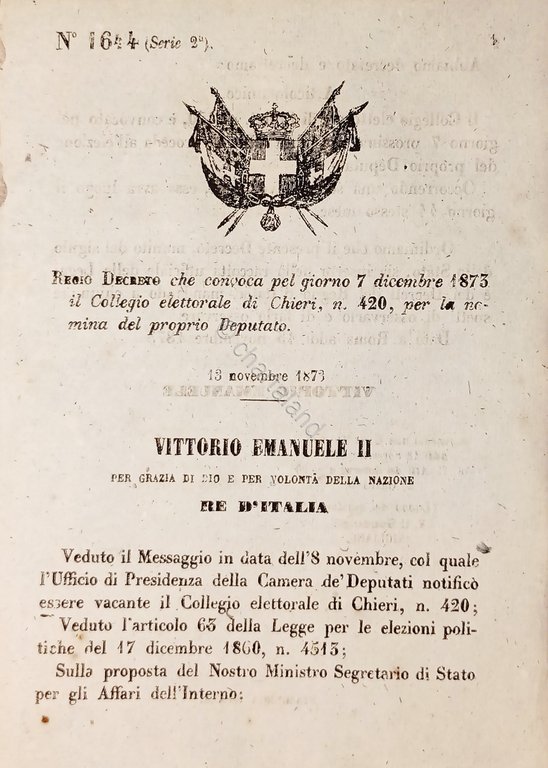 N° 1644 (Serie 2ª).
REGIO DECRETO che convoca pel giorno 7 dicembre 1873
il Collegio elettorale di Chieri, n. 420, per la no-
mina del proprio Deputato.
13 novembre 1873
VITTORIO EMANUELE II
PER GRAZIA DI DIO E PER VOLONTÀ DELLA NAZIONE
RE D'ITALIA
Veduto il Messaggio in data dell'8 novembre, col quale
l'Ufficio di Presidenza della Camera de' Deputati notificò
essere vacante il Collegio elettorale di Chieri, n. 420;
Veduto l'articolo 63 della Legge per le elezioni poli-
tiche del 17 dicembre 1860, n. 4513;
Sulla proposta del Nostro Ministro Segretario di Stato
per gli Affari dell'Interno;
© chartaland